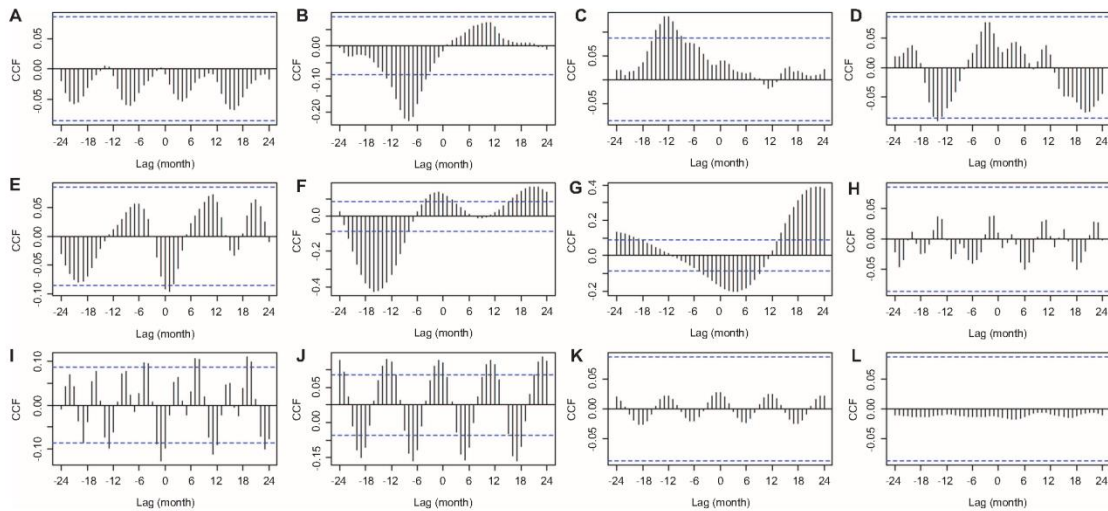 A
B
C
D
CCF
0.05
0.00
-0.05
-24 -18 -12 -6 0 6 12 18 24
Lag (month)
CCF
0.00
-0.10
-0.20
-24 -18 -12 -6 0 6 12 18 24
Lag (month)
CCF
0.05
0.00
-0.05
-24 -18 -12 -6 0 6 12 18 24
Lag (month)
CCF
0.05
0.00
-0.05
-24 -18 -12 -6 0 6 12 18 24
Lag (month)
E
F
G
H
CCF
0.05
0.00
-0.10
-24 -18 -12 -6 0 6 12 18 24
Lag (month)
CCF
0.0
-0.4
-24 -18 -12 -6 0 6 12 18 24
Lag (month)
CCF
0.4
0.2
0.0
-0.2
-24 -18 -12 -6 0 6 12 18 24
Lag (month)
CCF
0.05
0.00
-0.05
-24 -18 -12 -6 0 6 12 18 24
Lag (month)
I
J
K
L
CCF
0.10
0.00
-0.10
-24 -18 -12 -6 0 6 12 18 24
Lag (month)
CCF
0.05
0.00
-0.15
-24 -18 -12 -6 0 6 12 18 24
Lag (month)
CCF
0.05
0.00
-0.05
-24 -18 -12 -6 0 6 12 18 24
Lag (month)
CCF
0.05
0.00
-0.05
-24 -18 -12 -6 0 6 12 18 24
Lag (month)